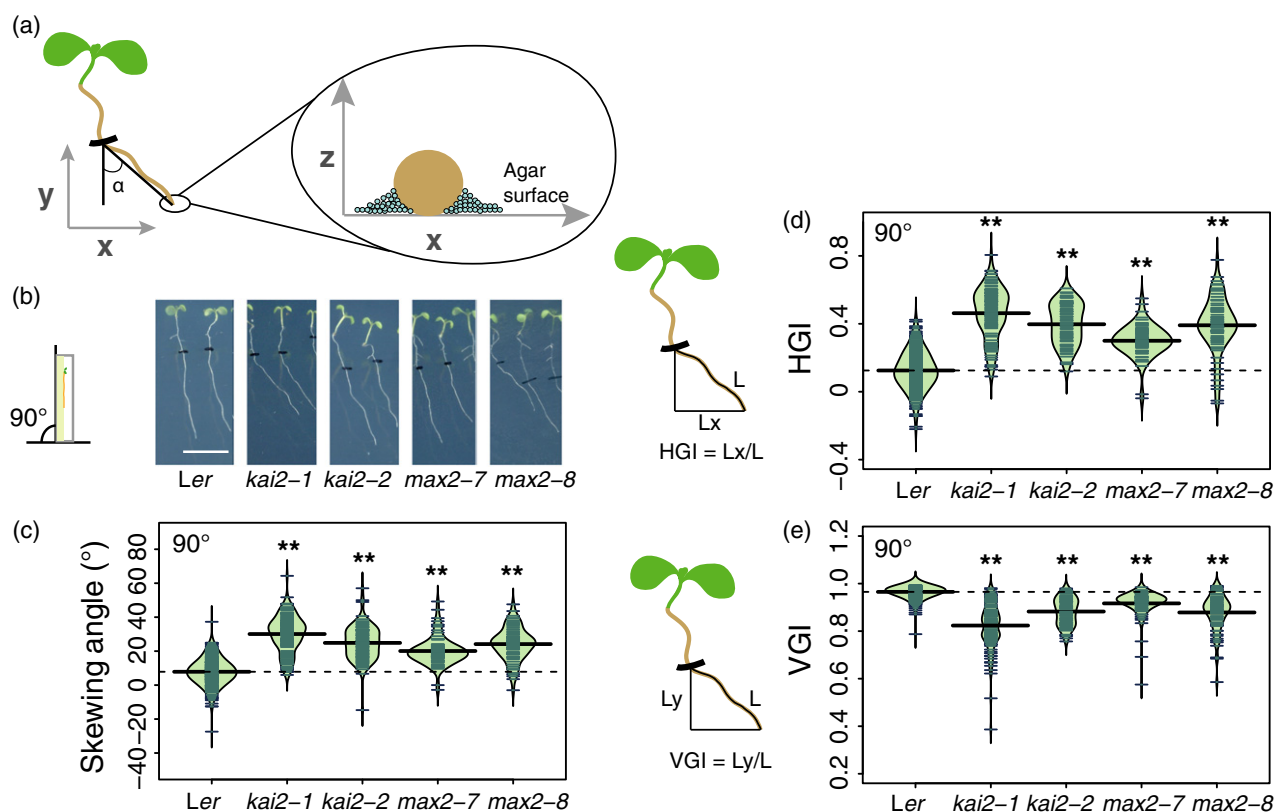 (a)
y
x
α
z
x
Agar
surface
(b)
90°
Ler
kai2−1
kai2−2
max2−7
max2−8
L
Lx
HGI = Lx/L
(c)
Skewing angle (°)
−40
−20
0
20
40
60
80
90°
**
**
**
**
Ler
kai2−1
kai2−2
max2−7
max2−8
Ly
L
VGI = Ly/L
(d)
HGI
−0.4
0
0.4
0.8
90°
**
**
**
**
Ler
kai2−1
kai2−2
max2−7
max2−8
(e)
VGI
0.2
0.4
0.6
0.8
1.0
1.2
90°
**
**
**
**
Ler
kai2−1
kai2−2
max2−7
max2−8